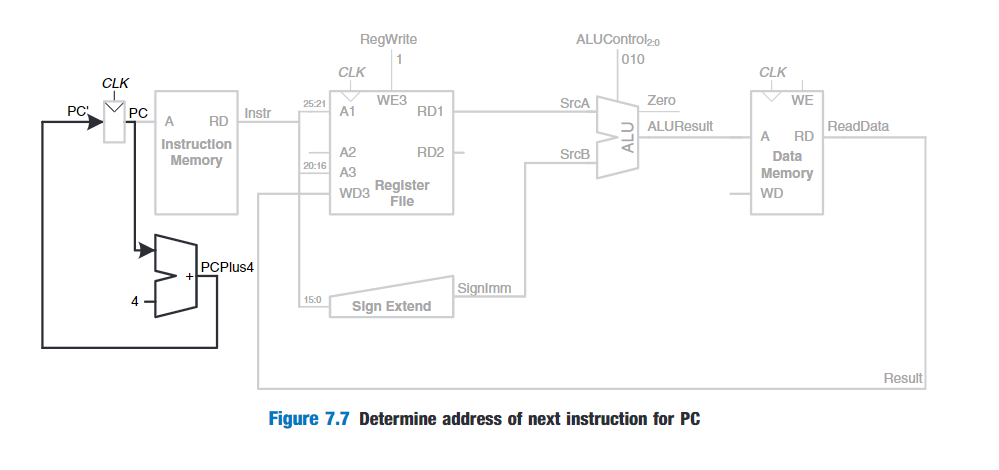 RegWrite
ALUControl2:0
1
010
CLK
CLK
CLK
PC'
PC
A
RD
Instr
Instruction
Memory
25:21
A1
WE3
RD1
A2
RD2
20:16
A3
WD3
Register
File
SrcA
SrcB
ALU
Zero
ALUResult
WE
A
RD
ReadData
Data
Memory
WD
+
PCPlus4
4
15:0
Sign Extend
SignImm
Result
Figure 7.7 Determine address of next instruction for PC